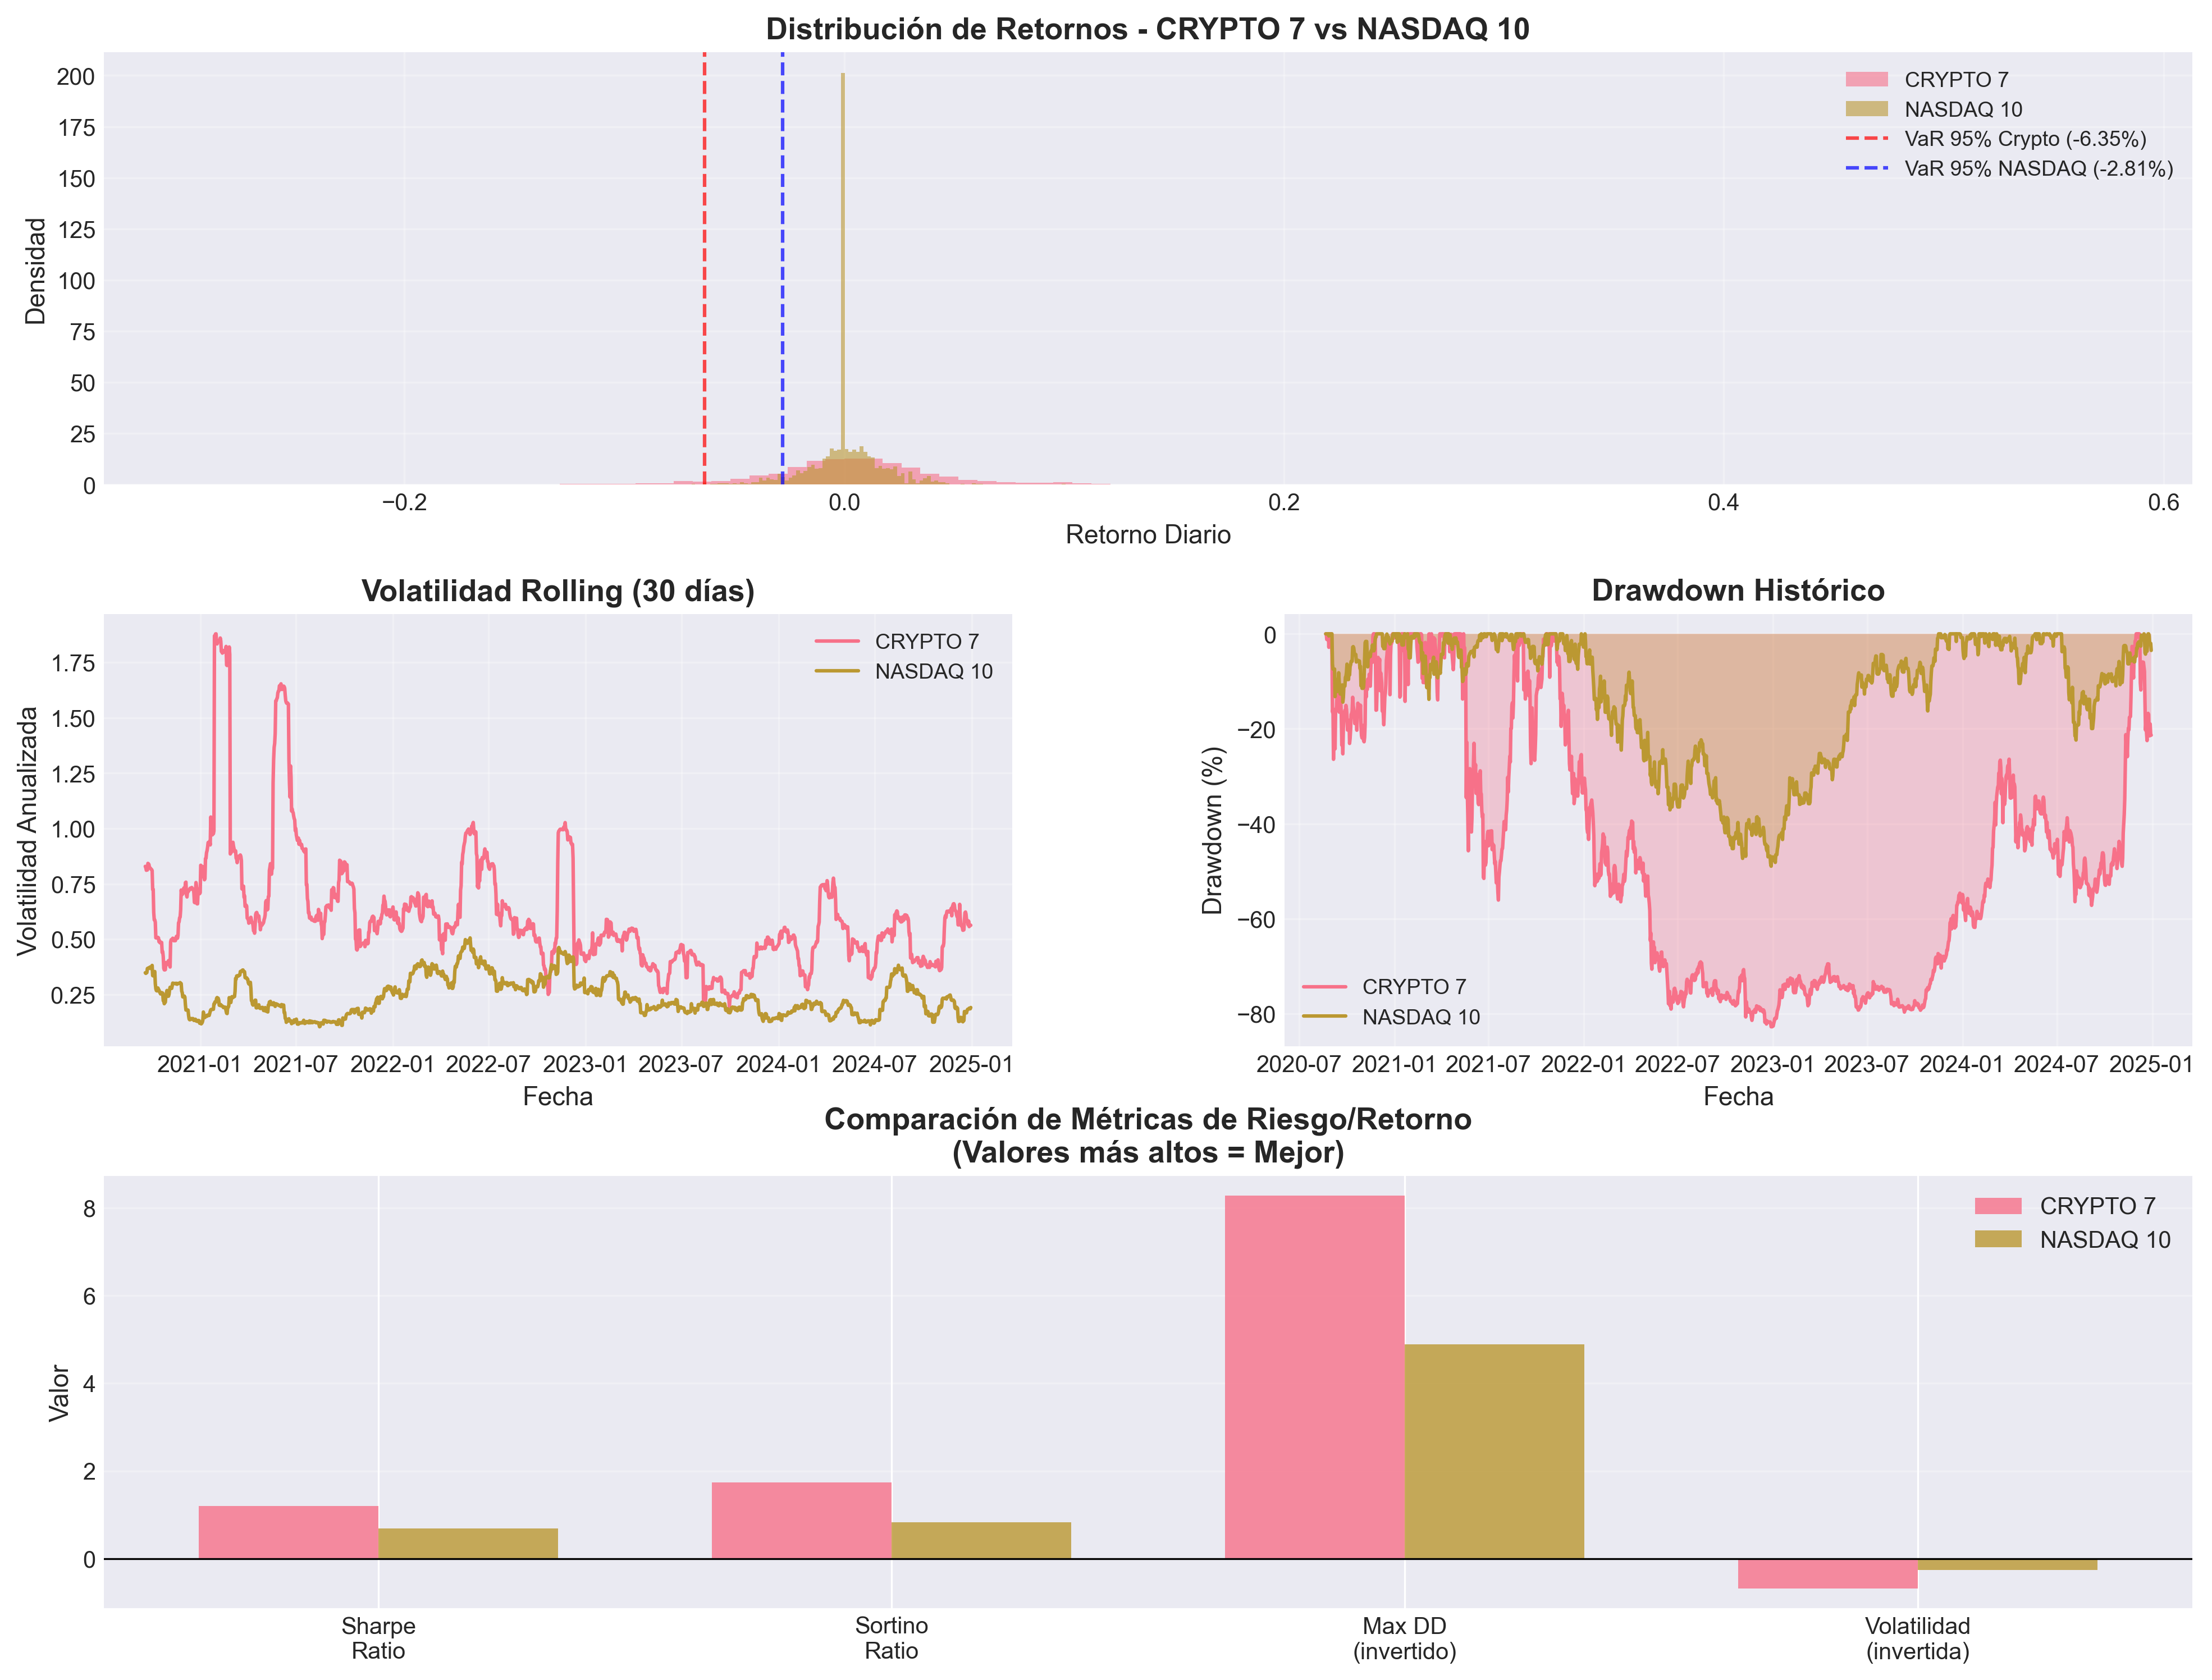 Distribución de Retornos - CRYPTO 7 vs NASDAQ 10
200
175
150
125
100
75
50
25
0
Densidad
CRYPTO 7
NASDAQ 10
VaR 95% Crypto (-6.35%)
VaR 95% NASDAQ (-2.81%)
−0.2
0.0
0.2
0.4
0.6
Retorno Diario
Volatilidad Rolling (30 días)
CRYPTO 7
NASDAQ 10
1.75
1.50
1.25
1.00
0.75
0.50
0.25
Volatilidad Anualizada
2021-01
2021-07
2022-01
2022-07
2023-01
2023-07
2024-01
2024-07
2025-01
Fecha
Drawdown Histórico
0
−20
−40
−60
−80
Drawdown (%)
CRYPTO 7
NASDAQ 10
2020-07
2021-01
2021-07
2022-01
2022-07
2023-01
2023-07
2024-01
2024-07
2025-01
Fecha
Comparación de Métricas de Riesgo/Retorno
(Valores más altos = Mejor)
CRYPTO 7
NASDAQ 10
8
6
4
2
0
Valor
Sharpe
Ratio
Sortino
Ratio
Max DD
(invertido)
Volatilidad
(invertida)